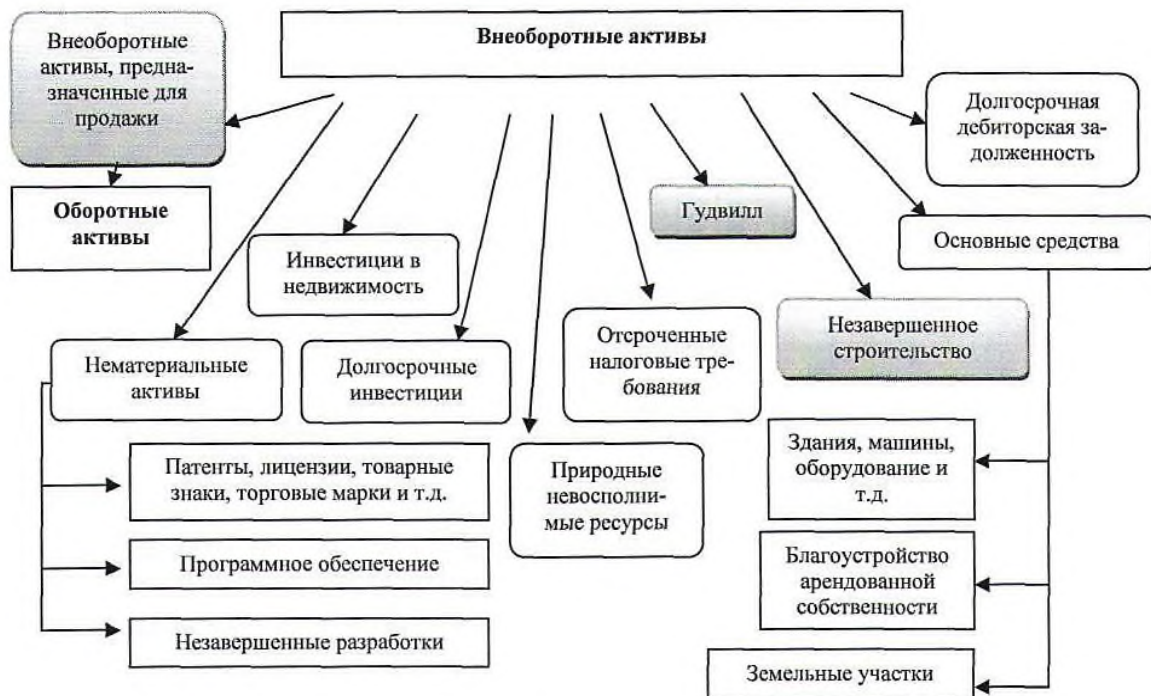 Внеоборотные активы
Внеоборотные
активы, предна-
значенные для
продажи
Оборотные
активы
Долгосрочная
дебиторская за-
долженность
Гудвилл
Основные средства
Инвестиции в
недвижимость
Незавершенное
строительство
Отсроченные
налоговые тре-
бования
Нематериальные
активы
Долгосрочные
инвестиции
Природные
невосполни-
мые ресурсы
Патенты, лицензии, товарные
знаки, торговые марки и т.д.
Программное обеспечение
Незавершенные разработки
Здания, машины,
оборудование и
т.д.
Благоустройство
арендованной
собственности
Земельные участки